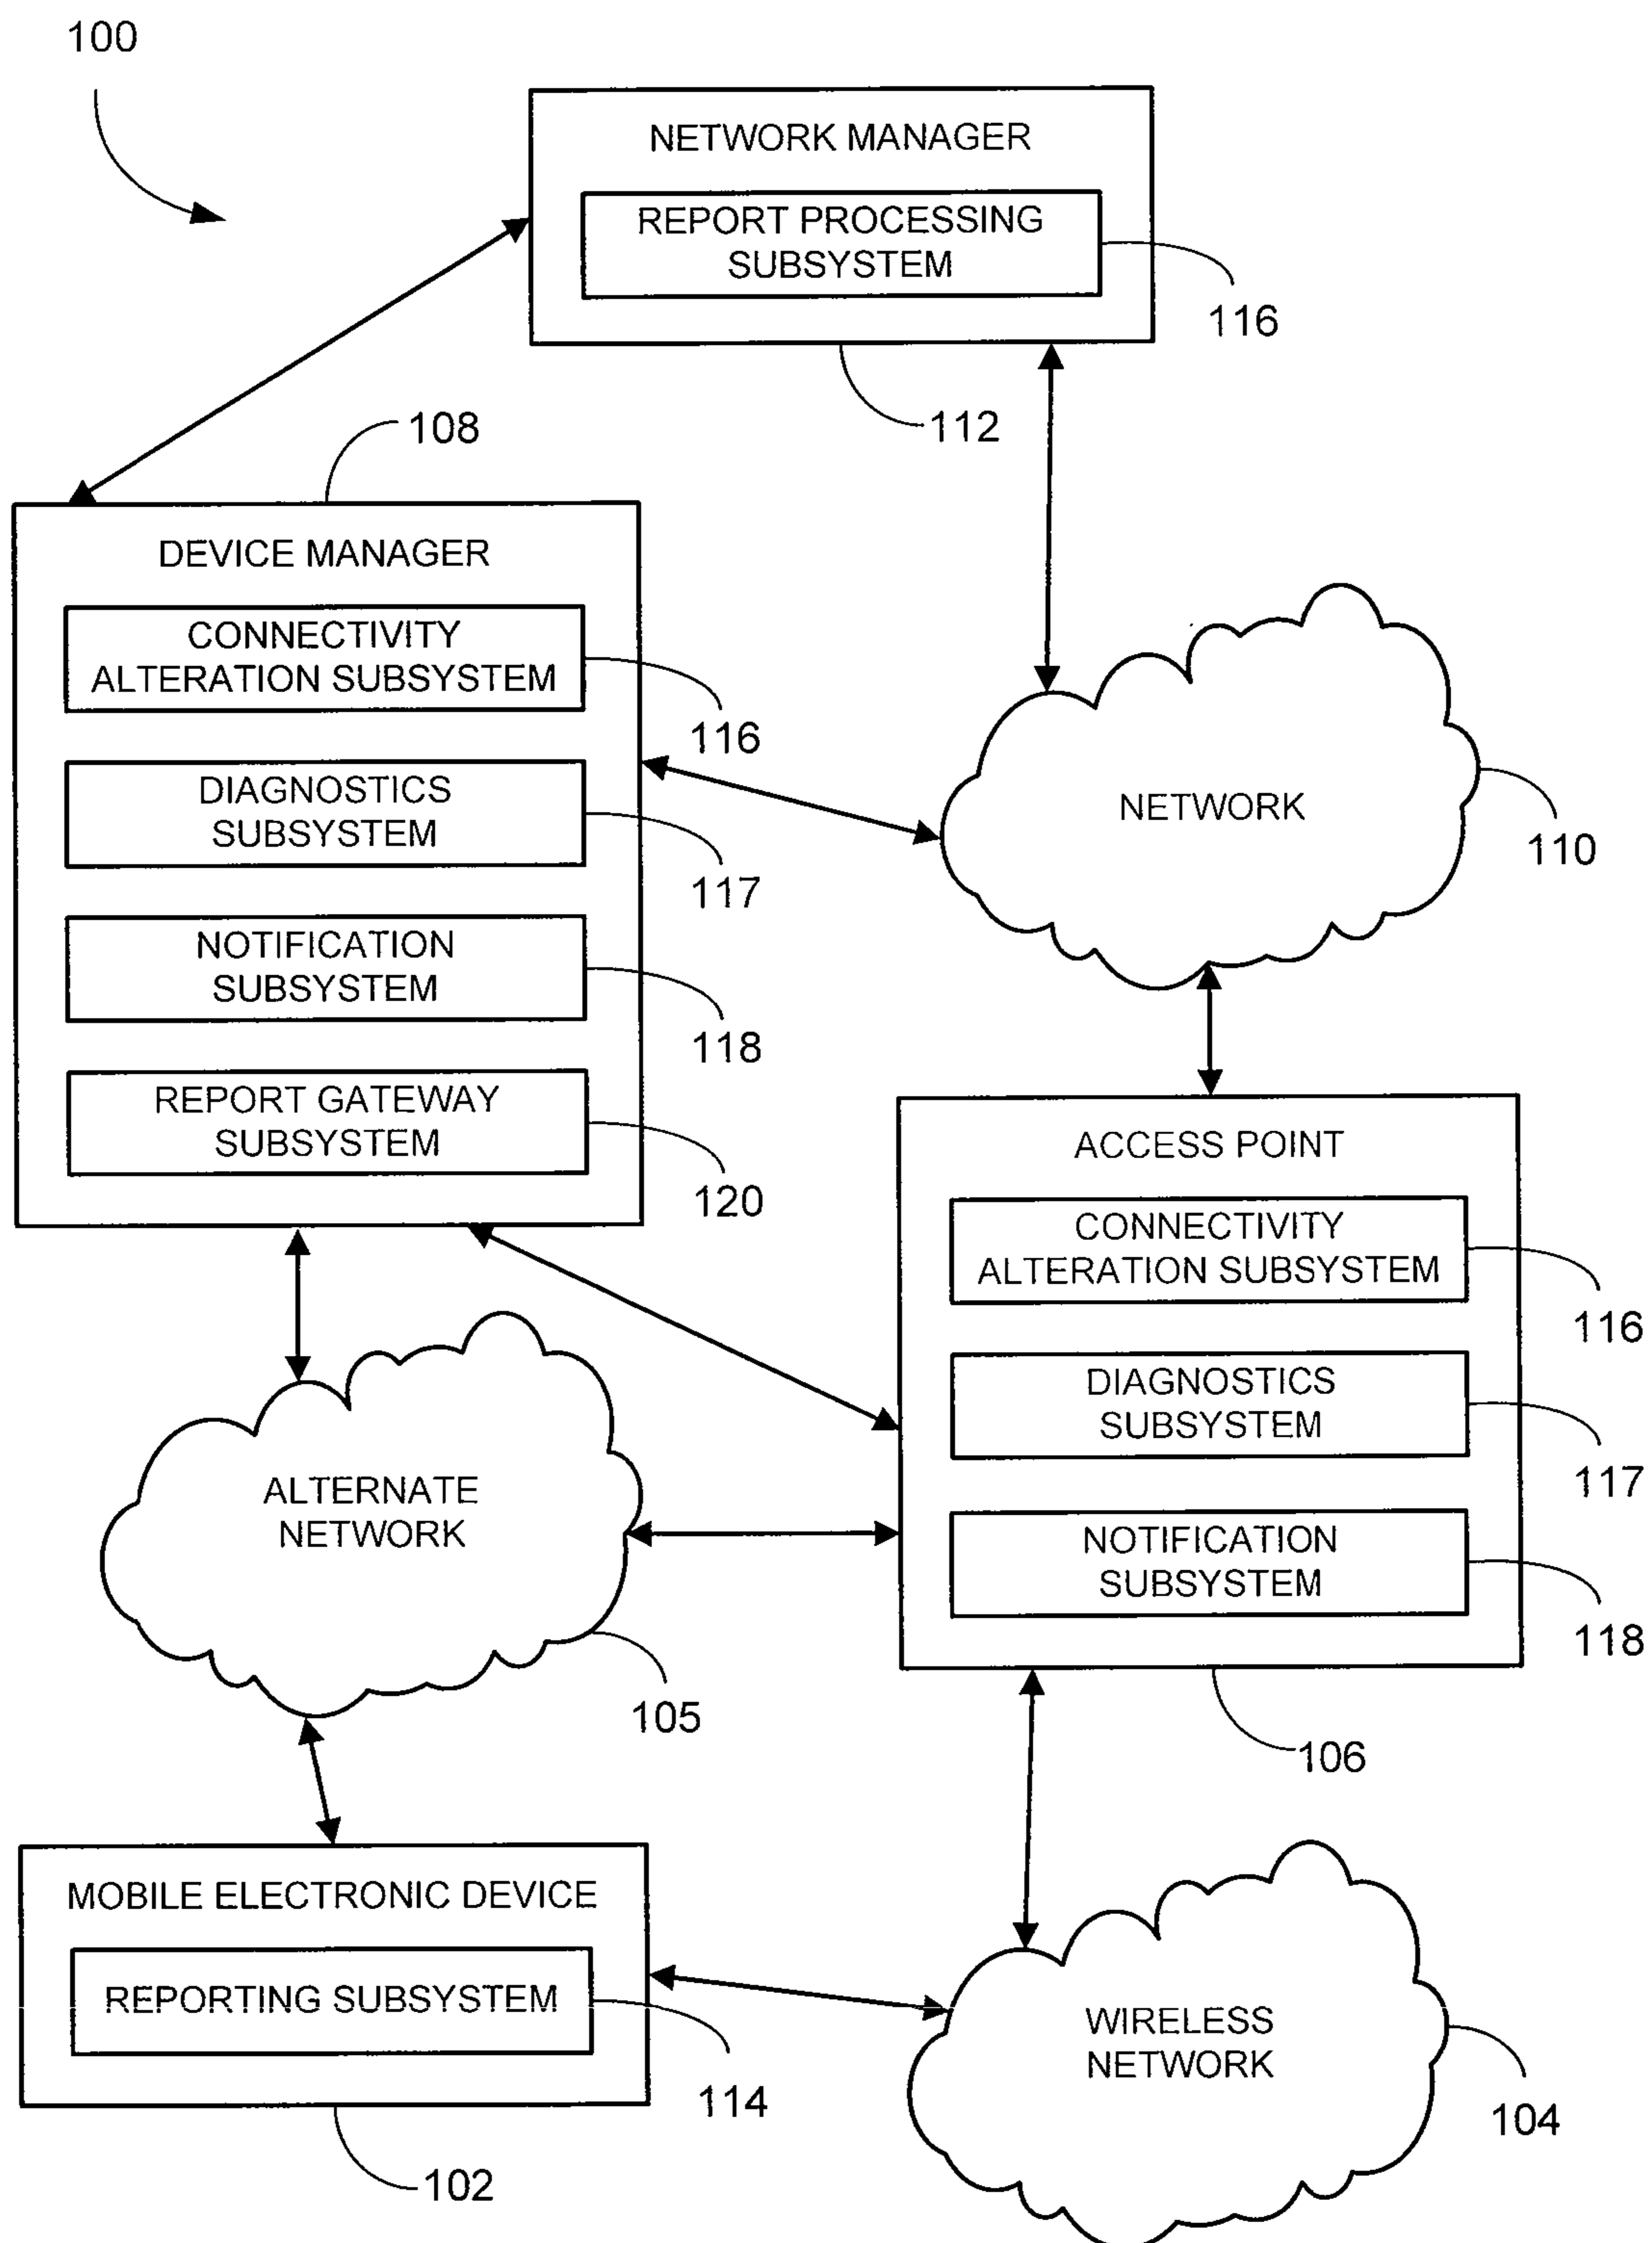 100
NETWORK MANAGER
REPORT PROCESSING
SUBSYSTEM
116
112
108
DEVICE MANAGER
CONNECTIVITY
ALTERATION SUBSYSTEM
116
DIAGNOSTICS
SUBSYSTEM
117
NOTIFICATION
SUBSYSTEM
118
REPORT GATEWAY
SUBSYSTEM
120
NETWORK
110
ACCESS POINT
CONNECTIVITY
ALTERATION SUBSYSTEM
116
DIAGNOSTICS
SUBSYSTEM
117
NOTIFICATION
SUBSYSTEM
118
106
ALTERNATE
NETWORK
105
MOBILE ELECTRONIC DEVICE
REPORTING SUBSYSTEM
114
102
WIRELESS
NETWORK
104